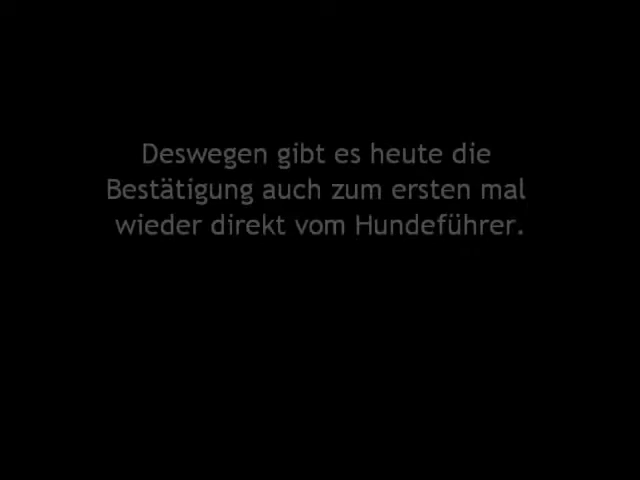 Deswegen gibt es heute die
Bestätigung auch zum ersten mal
wieder direkt vom Hundeführer.